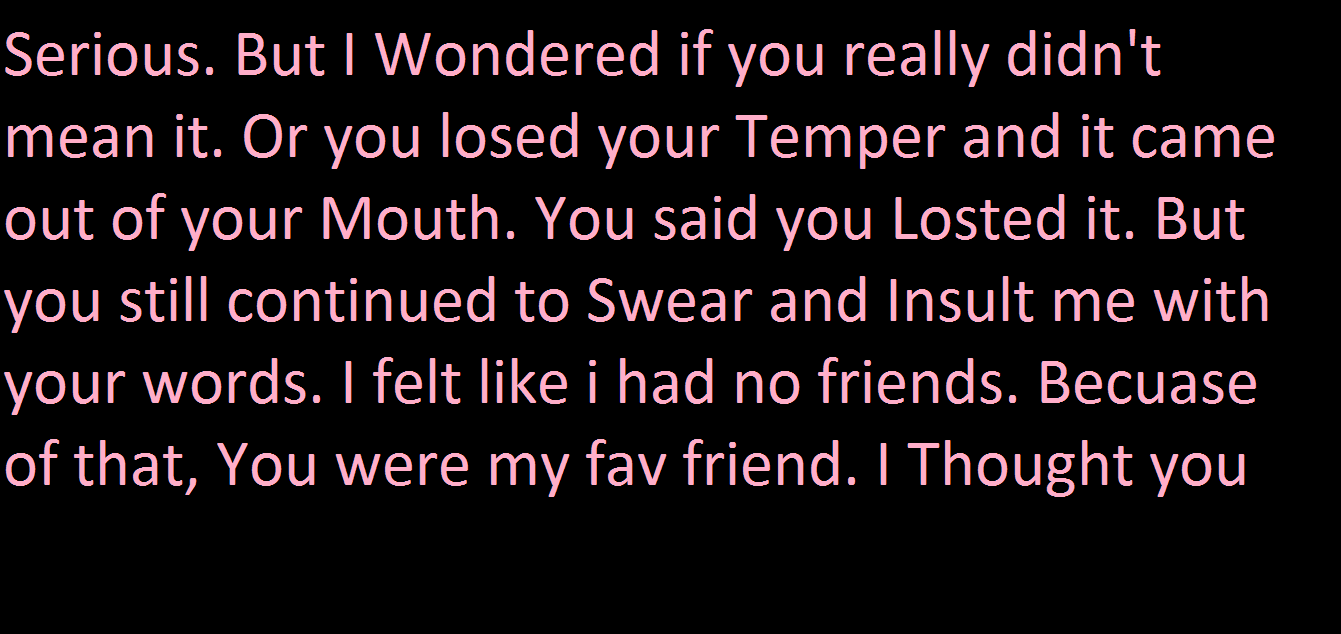 Serious. But I Wondered if you really didn't
mean it. Or you losed your Temper and it came
out of your Mouth. You said you Losted it. But
you still continued to Swear and Insult me with
your words. I felt like i had no friends. Becuase
of that, You were my fav friend. I Thought you